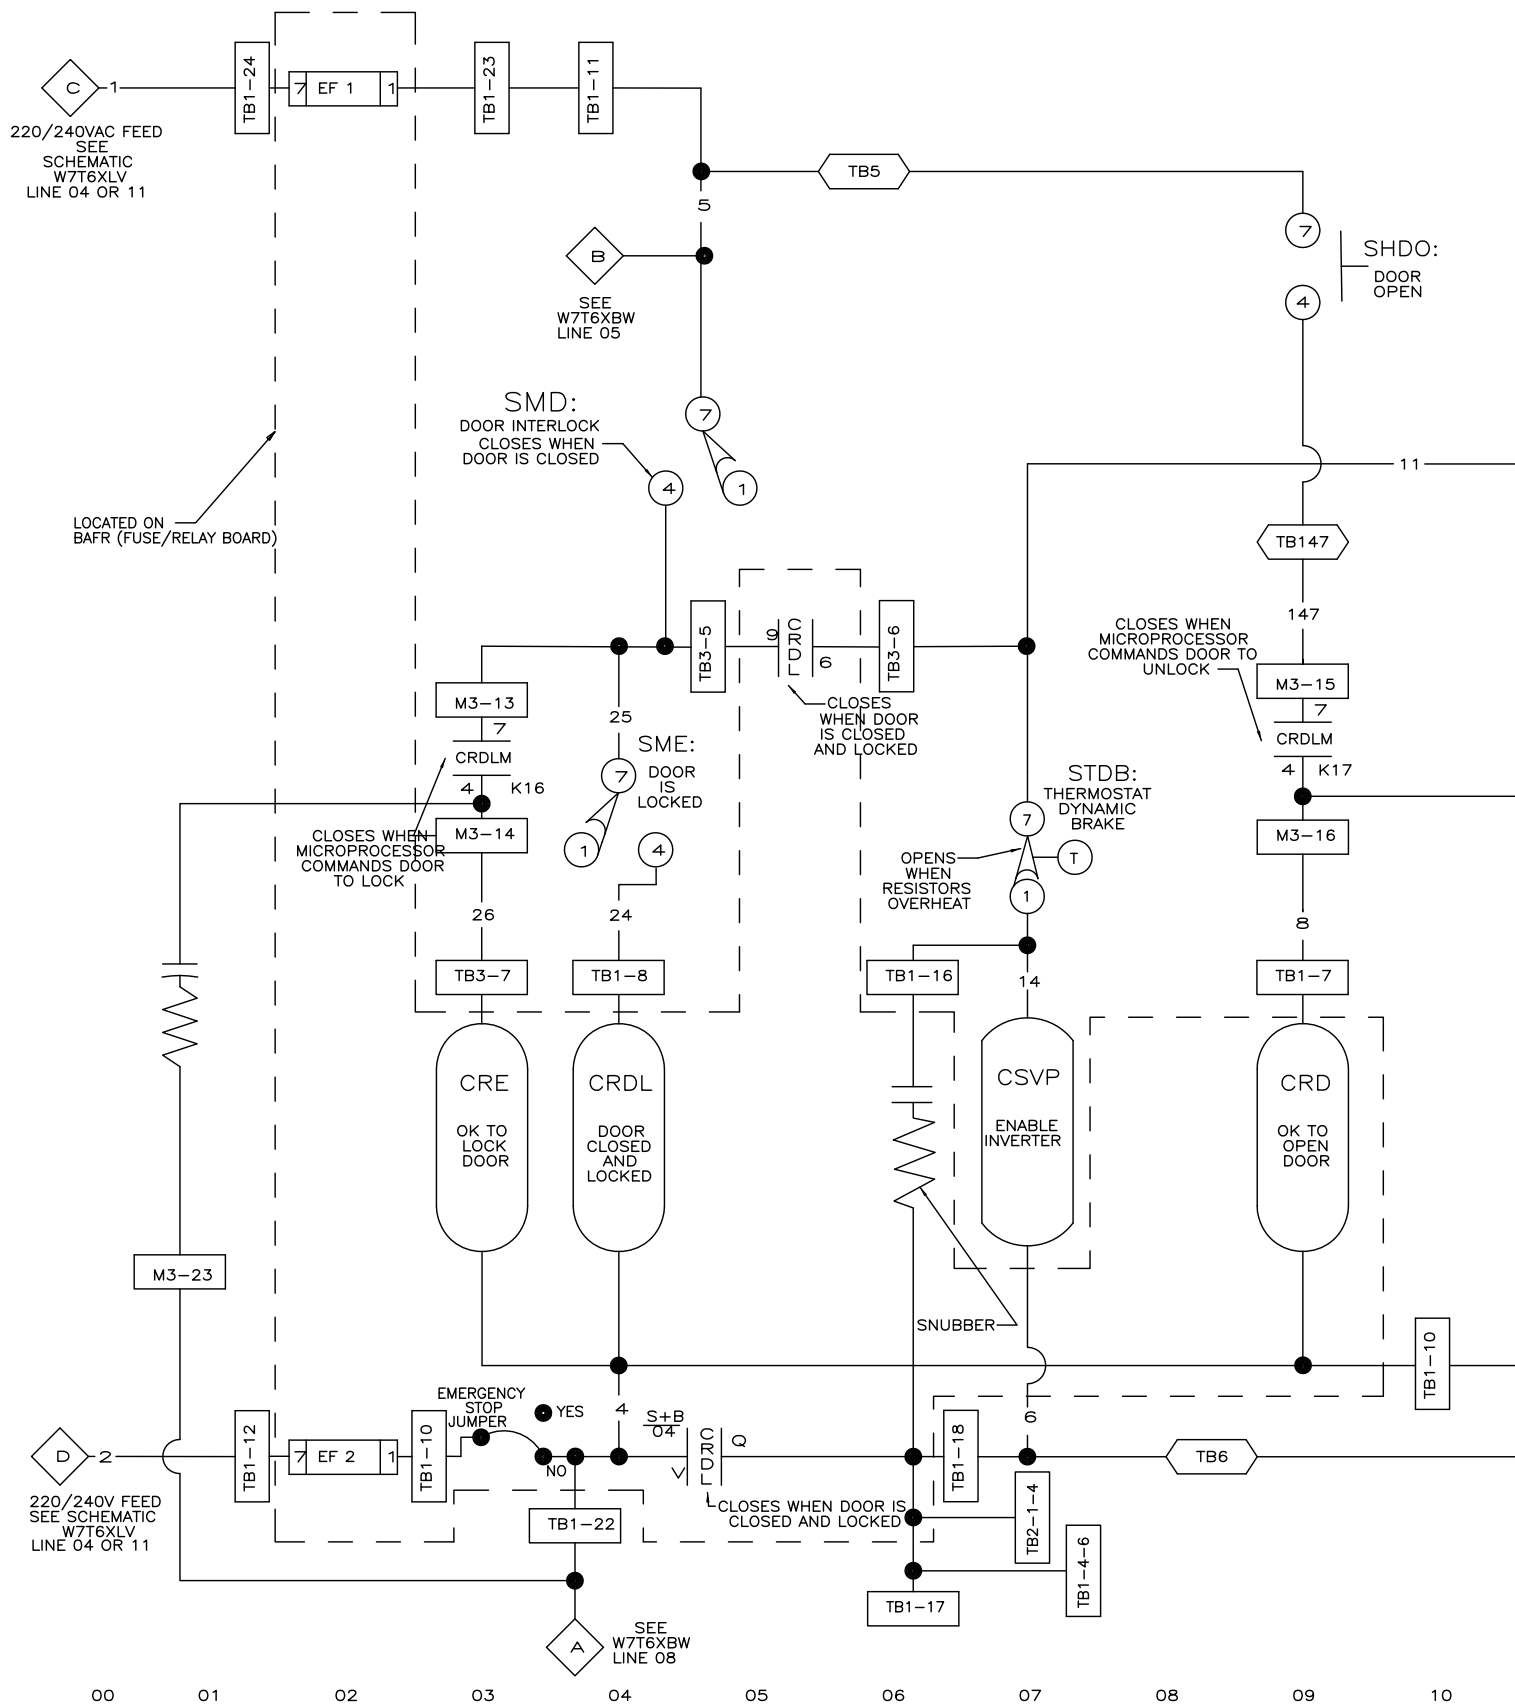 C
1
TB1-24
7
EF 1
1
TB1-23
TB1-11
220/240VAC FEED
SEE
SCHEMATIC
W7T6XLV
LINE 04 OR 11
TB5
5
B
SEE
W7T6XBW
LINE 05
7
SHDO:
DOOR
OPEN
4
SMD:
DOOR INTERLOCK
CLOSES WHEN
DOOR IS CLOSED
7
4
1
11
LOCATED ON
BAFR (FUSE/RELAY BOARD)
TB147
147
TB3-5
9
CRDL
6
TB3-6
CLOSES WHEN
MICROPROCESSOR
COMMANDS DOOR TO
UNLOCK
M3-15
7
CRDLM
4
K17
M3-13
7
CRDLM
4
K16
25
SME:
DOOR
IS
LOCKED
7
1
4
CLOSES
WHEN DOOR
IS CLOSED
AND LOCKED
STDB:
THERMOSTAT
DYNAMIC
BRAKE
7
T
1
OPENS
WHEN
RESISTORS
OVERHEAT
M3-14
CLOSES WHEN
MICROPROCESSOR
COMMANDS DOOR
TO LOCK
M3-16
26
24
8
TB3-7
TB1-8
TB1-16
14
TB1-7
CRE
OK TO
LOCK
DOOR
CRDL
DOOR
CLOSED
AND
LOCKED
CSVP
ENABLE
INVERTER
CRD
OK TO
OPEN
DOOR
M3-23
SNUBBER
TB1-10
EMERGENCY
STOP
JUMPER
YES
NO
4
S+B
04
V
CRDL
Q
6
D
2
TB1-12
7
EF 2
1
TB1-10
TB1-18
TB6
220/240V FEED
SEE SCHEMATIC
W7T6XLV
LINE 04 OR 11
TB1-22
CLOSES WHEN DOOR IS
CLOSED AND LOCKED
TB2-1-4
TB1-4-6
TB1-17
A
SEE
W7T6XBW
LINE 08
00 01 02 03 04 05 06 07 08 09 10